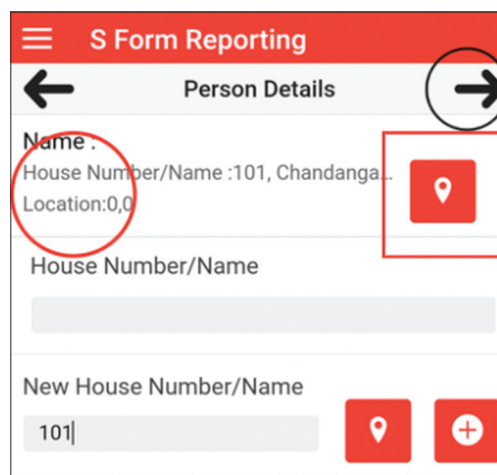 S Form Reporting
Person Details
Name :
House Number/Name :101, Chandanga...
Location:0,0
House Number/Name
New House Number/Name
101